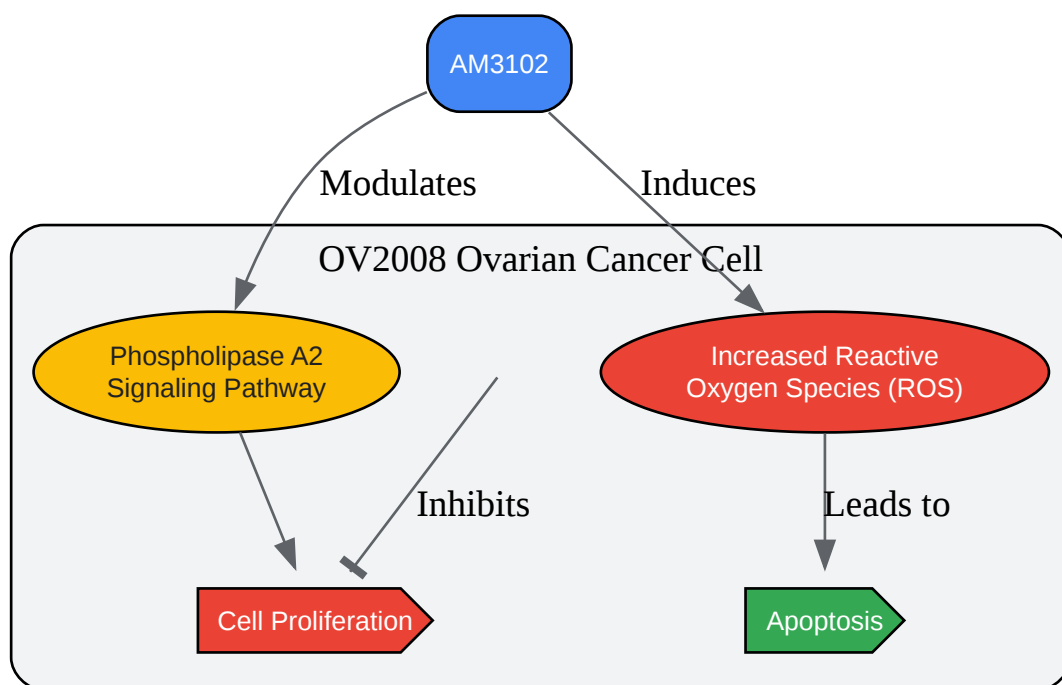 AM3102
Modulates
Induces
OV2008 Ovarian Cancer Cell
Phospholipase A2
Signaling Pathway
Increased Reactive
Oxygen Species (ROS)
Inhibits
Leads to
Cell Proliferation
Apoptosis